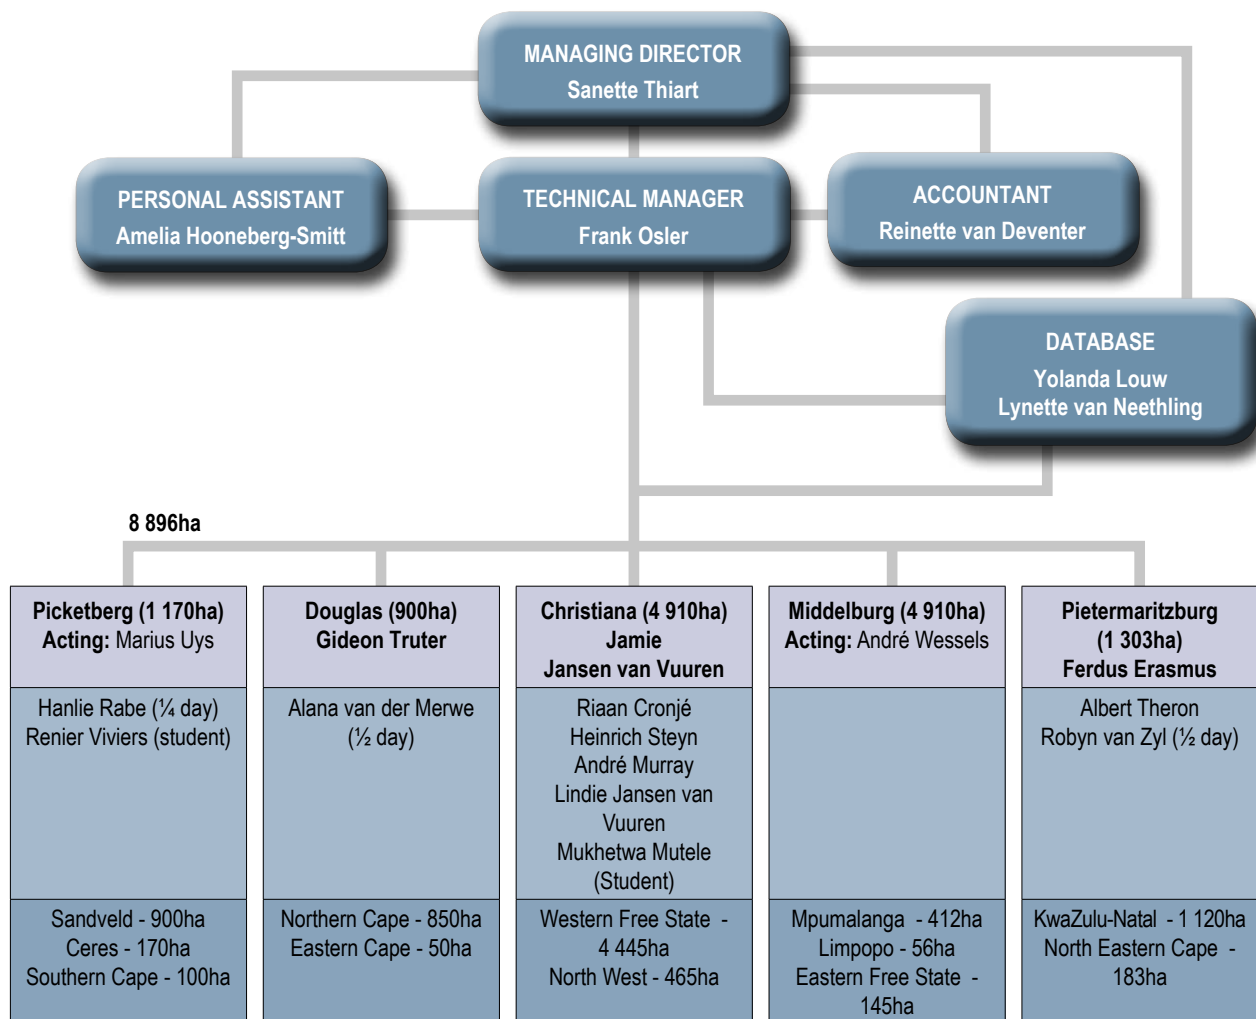 MANAGING DIRECTOR
Sanette Thiart
PERSONAL ASSISTANT
Amelia Hooneberg-Smitt
TECHNICAL MANAGER
Frank Osler
ACCOUNTANT
Reinette van Deventer
DATABASE
Yolanda Louw
Lynette van Neethling
8 896ha
Picketberg (1 170ha)
Acting: Marius Uys
Hanlie Rabe (¼ day)
Renier Viviers (student)
Sandveld - 900ha
Ceres - 170ha
Southern Cape - 100ha
Douglas (900ha)
Gideon Truter
Alana van der Merwe
(½ day)
Northern Cape - 850ha
Eastern Cape - 50ha
Christiana (4 910ha)
Jamie
Jansen van Vuuren
Riaan Cronjé
Heinrich Steyn
André Murray
Lindie Jansen van
Vuuren
Mukhetwa Mutele
(Student)
Western Free State -
4 445ha
North West - 465ha
Middelburg (4 910ha)
Acting: André Wessels
Mpumalanga - 412ha
Limpopo - 56ha
Eastern Free State -
145ha
Pietermaritzburg
(1 303ha)
Ferdus Erasmus
Albert Theron
Robyn van Zyl (½ day)
KwaZulu-Natal - 1 120ha
North Eastern Cape -
183ha